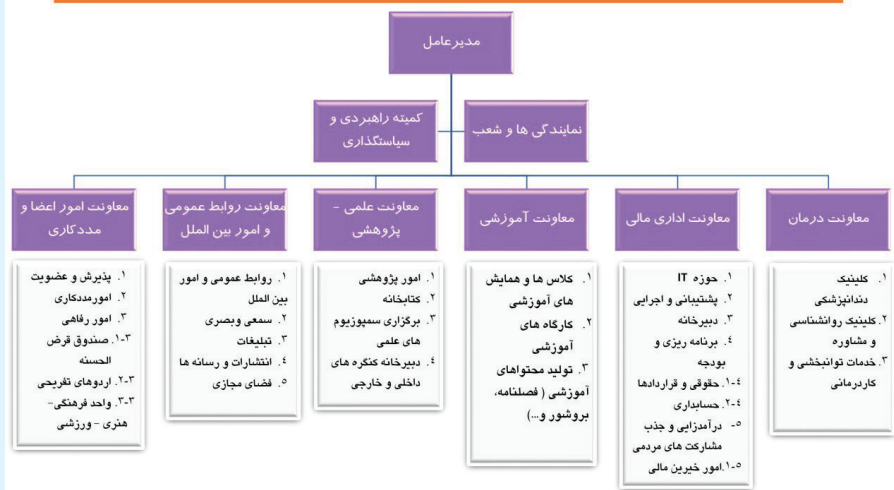 مدیرعامل
نمایندگی ها و شعب
کمیته راهبردی و
سیاستگذاری
معاونت درمان
۱. کلینیک
دندانپزشکی
۲. کلینیک روانشناسی
و مشاوره
۳. خدمات توانبخشی و
کاردرمانی
معاونت اداری مالی
۱. حوزه IT
۲. پشتیبانی و اجرایی
۳. دبیرخانه
٤. برنامه ریزی و
بودجه
٤-۱. حقوقی و قراردادها
٤-۲. حسابداری
٥- درآمدزایی و جذب
مشارکت های مردمی
٥-۱. امور خیرین مالی
معاونت آموزشی
۱. کلاس ها و همایش
های آموزشی
۲. کارگاه های
آموزشی
۳. تولید محتواهای
آموزشی ( فصلنامه،
بروشور و...)
معاونت علمی -
پژوهشی
۱. امور پژوهشی
۲. کتابخانه
۳. برگزاری سمپوزیوم
های علمی
٤. دبیرخانه کنگره های
داخلی و خارجی
معاونت روابط عمومی
و امور بین الملل
۱. روابط عمومی و امور
بین الملل
۲. سمعی وبصری
۳. تبلیغات
٤. انتشارات و رسانه ها
٥. فضای مجازی
معاونت امور اعضا و
مددکاری
۱. پذیرش و عضویت
۲. امورمددکاری
۳. امور رفاهی
۳-۱. صندوق قرض
الحسنه
۳-۲. اردوهای تفریحی
۳-۳. واحد فرهنگی-
هنری - ورزشی